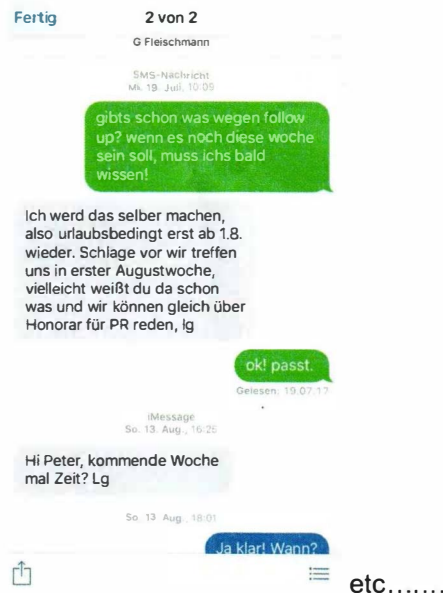 Fertig 2 von 2
G Fleischmann
SMS-Nachricht
Mi. 19. Juli, 10:09
gibts schon was wegen follow
up? wenn es noch diese woche
sein soll, muss ichs bald
wissen!
Ich werd das selber machen,
also urlaubsbedingt erst ab 1.8.
wieder. Schlage vor wir treffen
uns in erster Augustwoche,
vielleicht weißt du da schon
was und wir können gleich über
Honorar für PR reden, lg
ok! passt.
Gelesen: 19.07.17
iMessage
So. 13. Aug., 16:26
Hi Peter, kommende Woche
mal Zeit? Lg
So. 13. Aug., 18:01
Ja klar! Wann?
etc.......